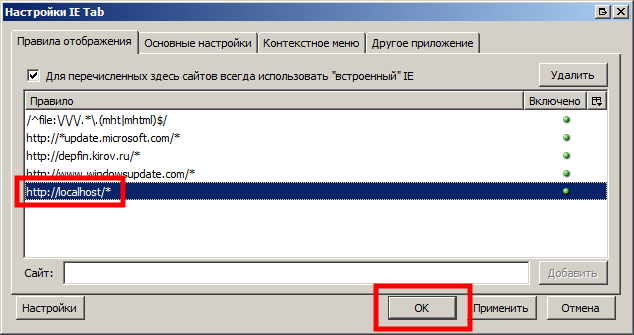 Настройки IE Tab
Правила отображения Основные настройки Контекстное меню Другое приложение
Для перечисленных здесь сайтов всегда использовать "встроенный" IE Удалить
Правило Включено
/^file:\/\/\/.*\.(mht|mhtml)$/
http://*update.microsoft.com/*
http://depfin.kirov.ru/*
http://www.windowsupdate.com/*
http://localhost/*
Сайт: Добавить
Настройки OK Применить Отмена